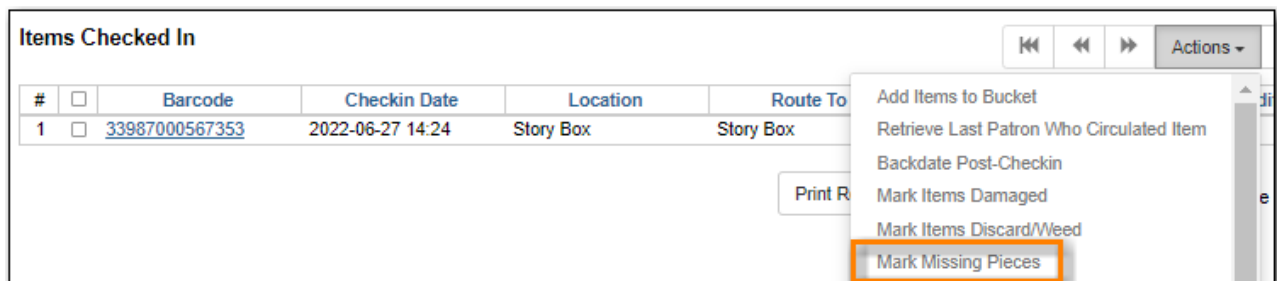 Items Checked In
Actions
# Barcode Checkin Date Location Route To
1 33987000567353 2022-06-27 14:24 Story Box Story Box
Add Items to Bucket
Retrieve Last Patron Who Circulated Item
Backdate Post-Checkin
Print R
Mark Items Damaged
e
Mark Items Discard/Weed
Mark Missing Pieces